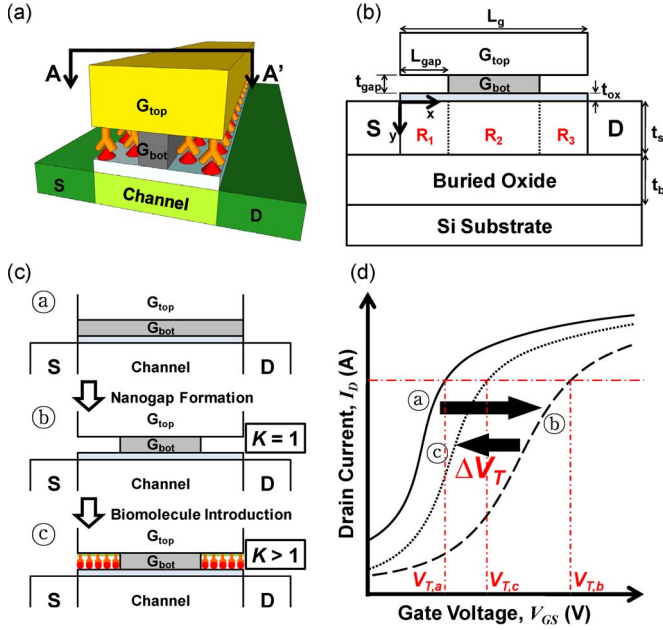 (a)
A
A'
G_top
G_bot
S
Channel
D
(b)
L_g
G_top
L_gap
t_gap
G_bot
t_ox
S
x
y
R_1
R_2
R_3
D
Buried Oxide
Si Substrate
(c)
ⓐ
G_top
G_bot
S
Channel
D
Nanogap Formation
ⓑ
G_top
G_bot
K = 1
S
Channel
D
Biomolecule Introduction
ⓒ
G_top
G_bot
K > 1
S
Channel
D
(d)
Drain Current, I_D (A)
ⓐ
ⓑ
ⓒ
ΔV_T
V_T,a
V_T,c
V_T,b
Gate Voltage, V_GS (V)